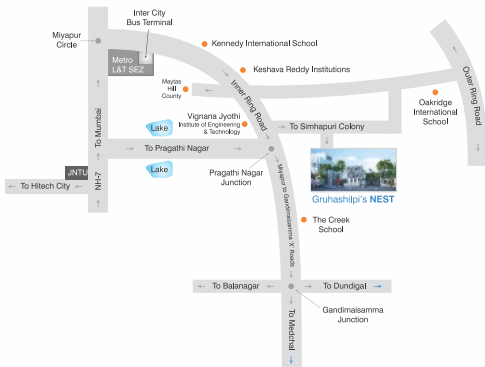 Inter City
Bus Terminal
Miyapur
Circle
Kennedy International School
Metro
L&T SEZ
Keshava Reddy Institutions
Maytas
Hill
County
Inner Ring Road
Outer Ring Road
Oakridge
International
School
To Mumbai
Lake
Vignana Jyothi
Institute of Engineering
& Technology
To Simhapuri Colony
To Pragathi Nagar
Lake
JNTU
Pragathi Nagar
Junction
To Hitech City
NH-7
Miyapur to Gandimaisamma 'X' Roads
Gruhashilpi's NEST
The Creek
School
To Balanagar
To Dundigal
Gandimaisamma
Junction
To Medchal